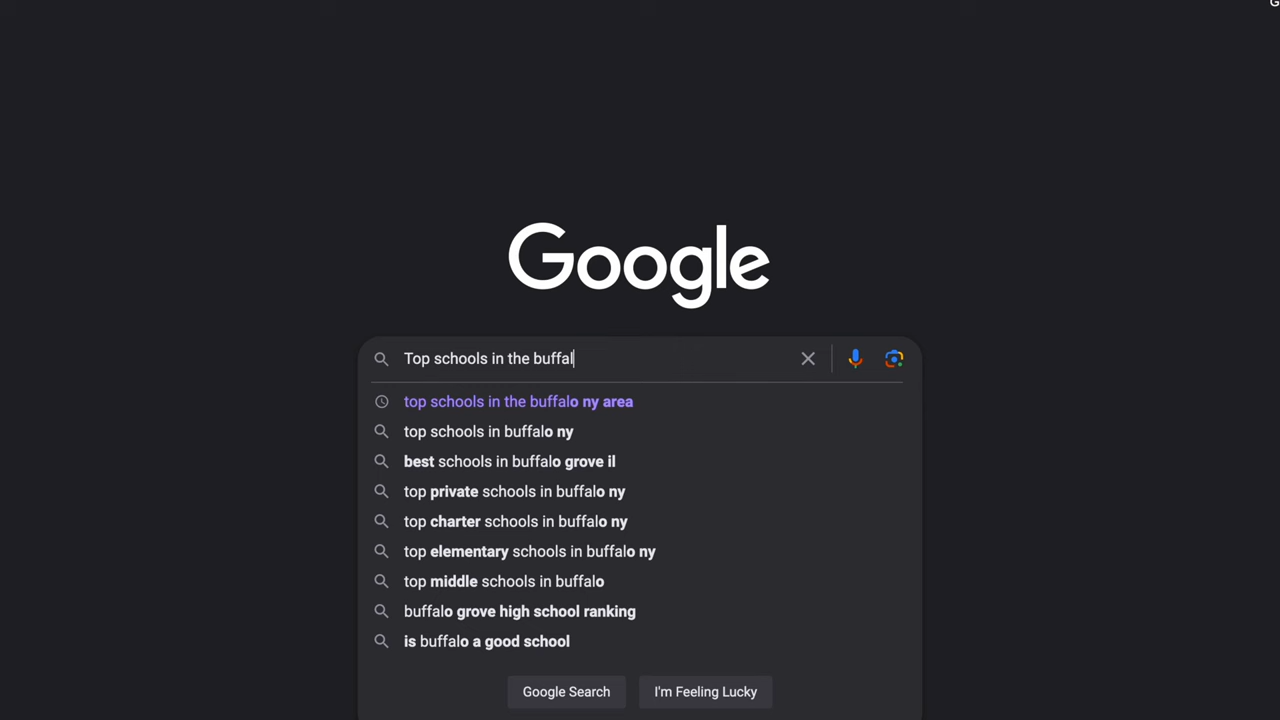 G
Google
Top schools in the buffal
top schools in the buffalo ny area
top schools in buffalo ny
best schools in buffalo grove il
top private schools in buffalo ny
top charter schools in buffalo ny
top elementary schools in buffalo ny
top middle schools in buffalo
buffalo grove high school ranking
is buffalo a good school
Google Search
I'm Feeling Lucky